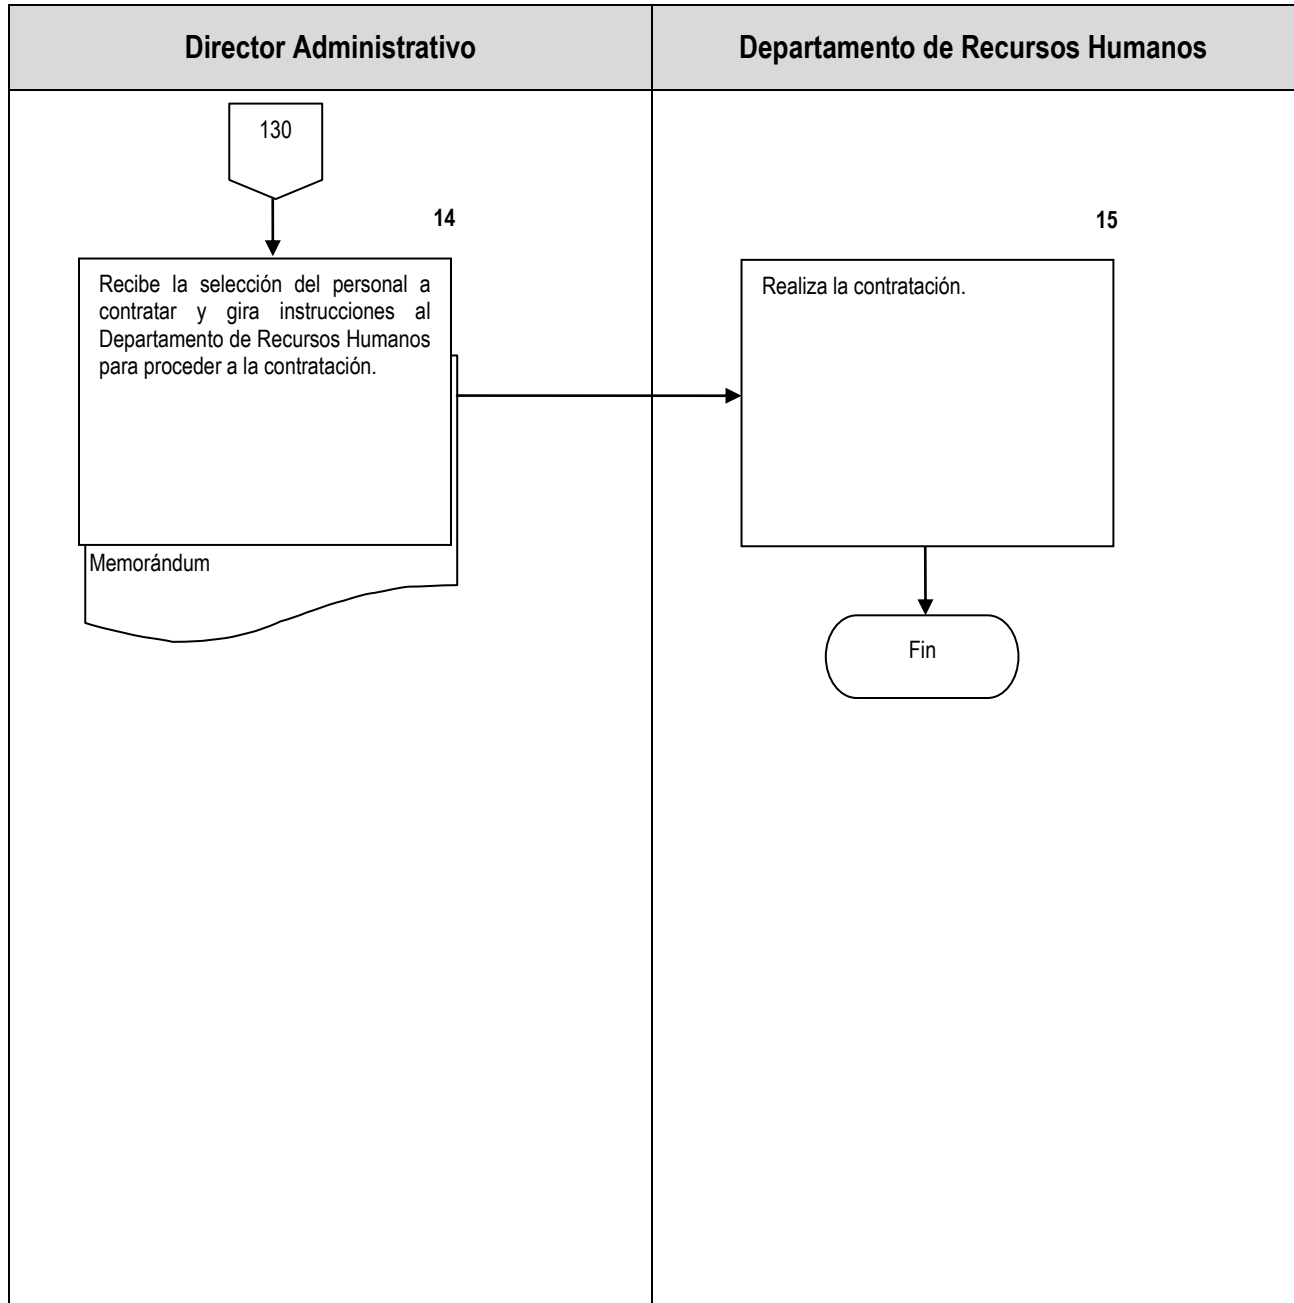 Director Administrativo
Departamento de Recursos Humanos
130
14
Recibe la selección del personal a
contratar y gira instrucciones al
Departamento de Recursos Humanos
para proceder a la contratación.
Memorándum
15
Realiza la contratación.
Fin